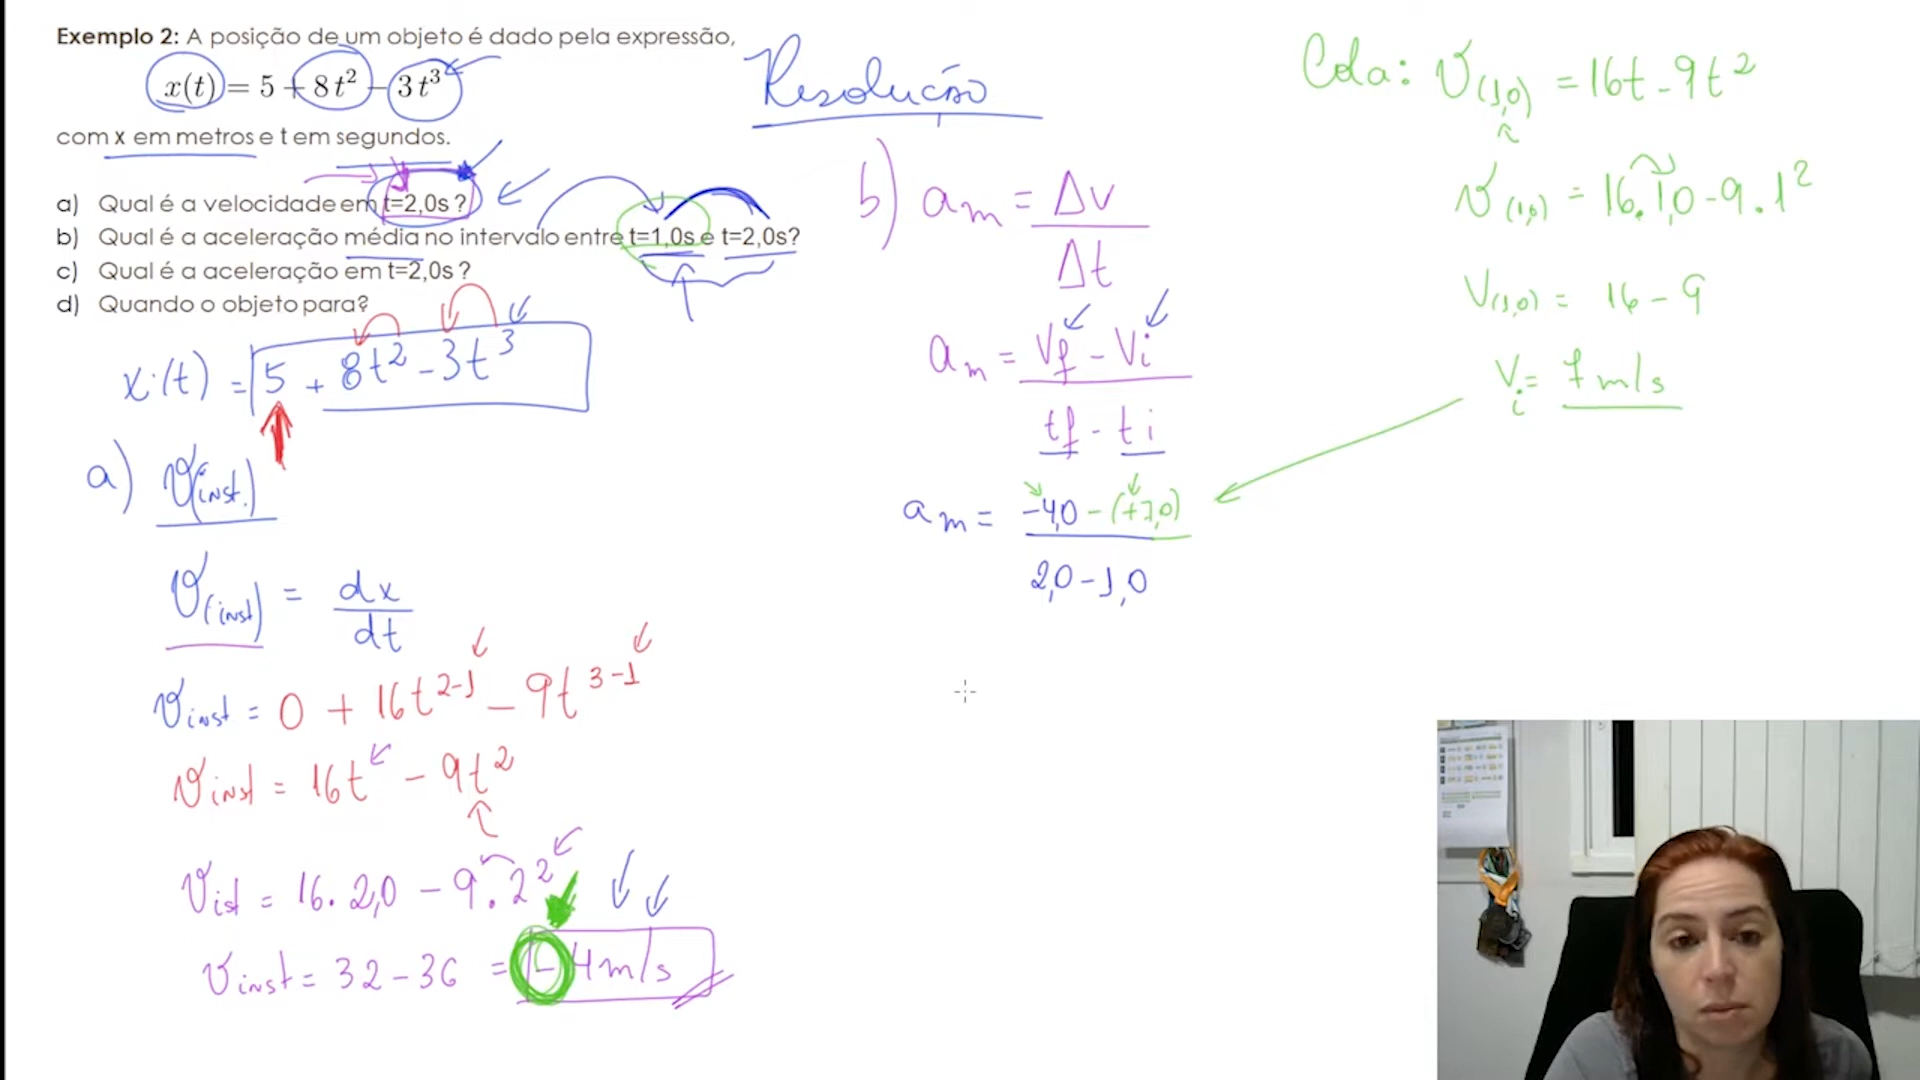 Exemplo 2: A posição de um objeto é dado pela expressão,
x(t) = 5 + 8t² - 3t³
com x em metros e t em segundos.
a) Qual é a velocidade em t=2,0s?
b) Qual é a aceleração média no intervalo entre t=1,0s e t=2,0s?
c) Qual é a aceleração em t=2,0s?
d) Quando o objeto para?
x(t) = 5 + 8t² - 3t³
a) v(inst.)
v(inst) = dx/dt
vinst = 0 + 16t²⁻¹ - 9t³⁻¹
vinst = 16t - 9t²
vist = 16.2,0 - 9.2²
vinst = 32 - 36 = -4m/s
Resolução
b) am = Δv/Δt
am = Vf - Vi / tf - ti
am = -4,0 - (+7,0) / 2,0 - 1,0
Cola: v(1,0) = 16t - 9t²
v(1,0) = 16.1,0 - 9.1²
V(1,0) = 16 - 9
Vi = 7m/s